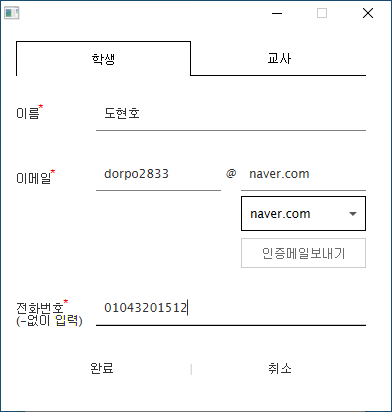 학생 교사
이름* 도현호
이메일* dorpo2833 @ naver.com
naver.com
인증메일보내기
전화번호* 01043201512
(-없이 입력)
완료 | 취소